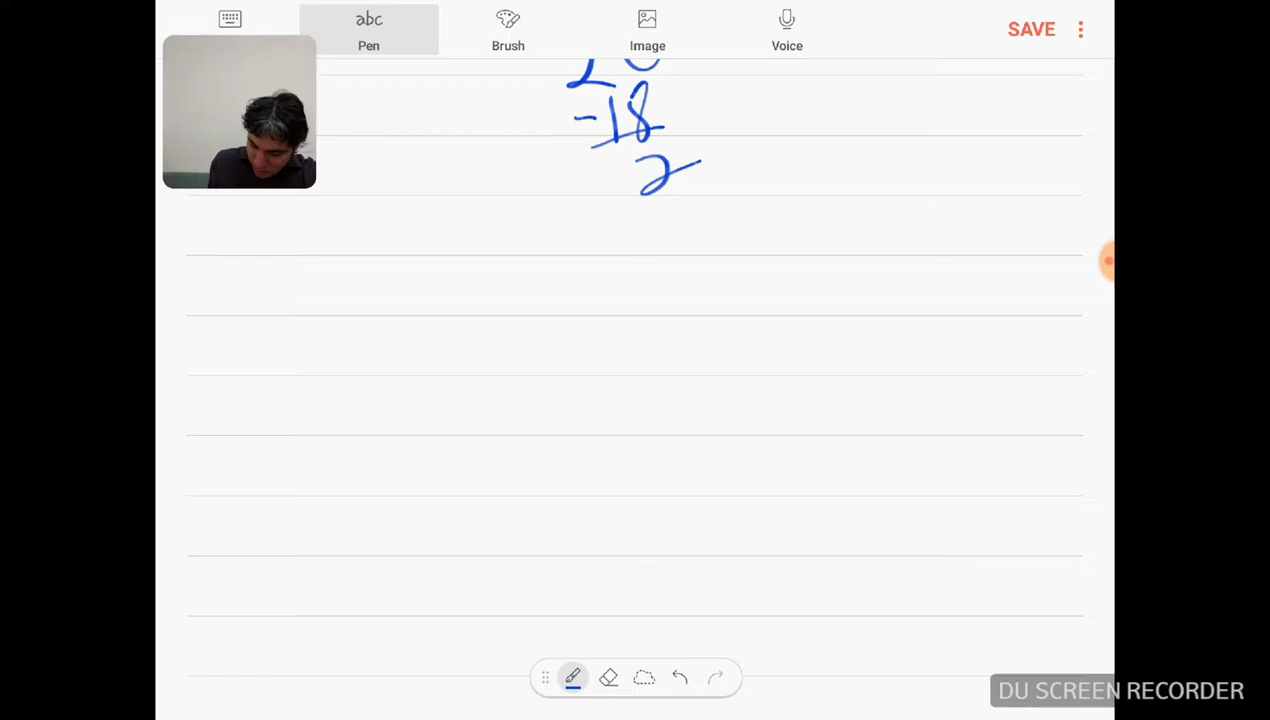 abc
Pen
Brush
Image
Voice
SAVE
-18
2
DU SCREEN RECORDER